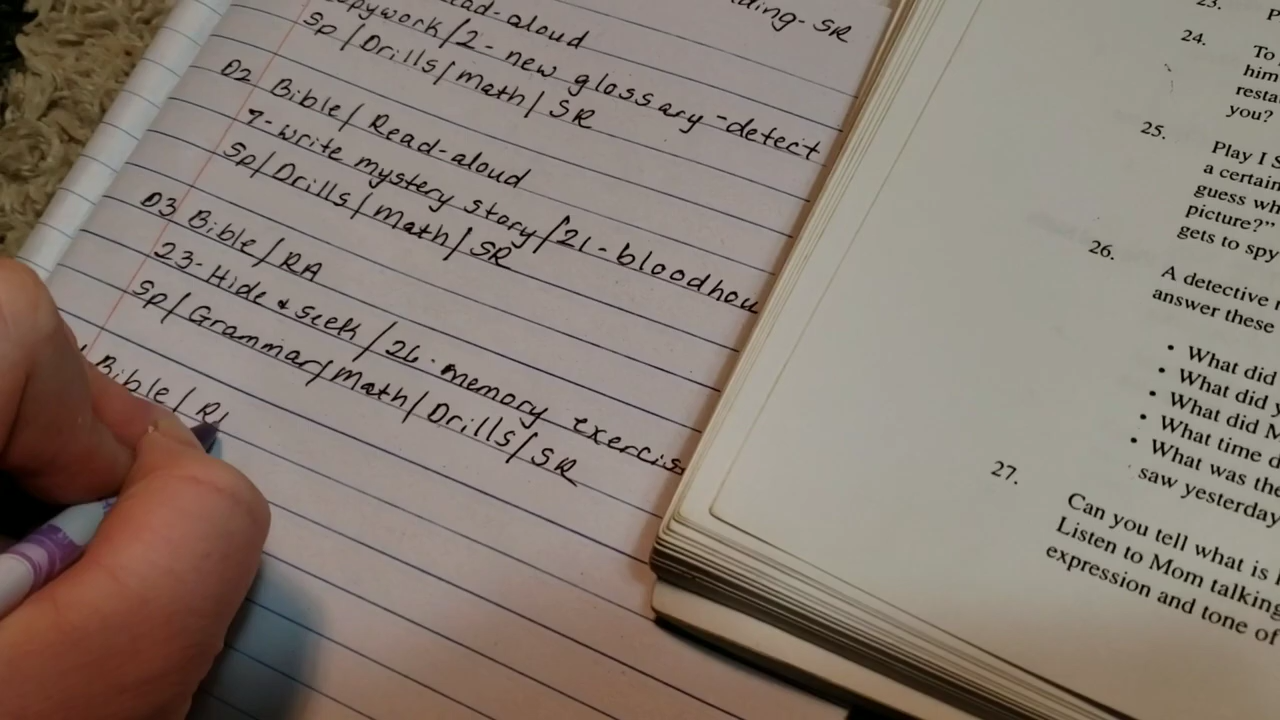 ding-SR
ad-aloud
pywork/2-new glossary-detect
Sp/Drills/Math/SR
D2 Bible/Read-aloud
7-write mystery story/21-bloodhou
Sp/Drills/Math/SR
D3 Bible/RA
23-Hide & seek/26-memory exercis
Sp/Grammar/Math/Drills/SR
Bible/R
23. P
24. To
him
resta
you?
25. Play I S
a certain
guess wh
picture?"
gets to spy
26. A detective
answer these
• What did
• What did y
• What did M
• What time d
• What was the
saw yesterday
27. Can you tell what is
Listen to Mom talking
expression and tone of